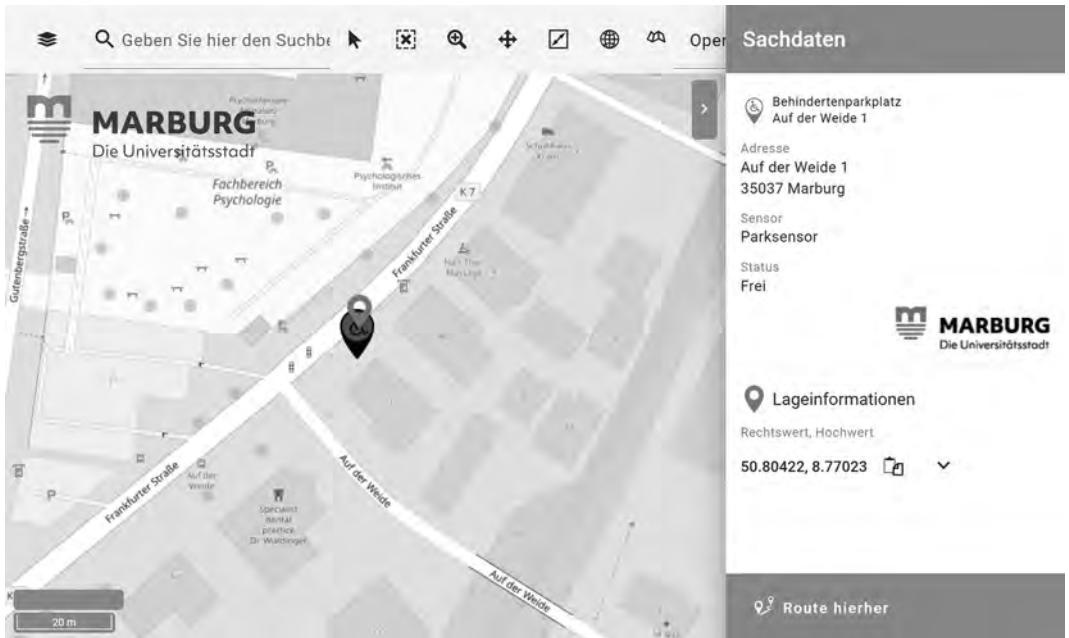 Geben Sie hier den Suchbe
Oper
Sachdaten
MARBURG
Die Universitätsstadt
Fachbereich
Psychologie
Psychologisches
Institut
K 7
Gutenbergstraße →
Frankfurter Straße
P
Auf der
Weide
Frankfurter Straße
Specialist
dental
practice
Auf der Weide
Auf der Weide
20 m
Behindertenparkplatz
Auf der Weide 1
Adresse
Auf der Weide 1
35037 Marburg
Sensor
Parksensor
Status
Frei
MARBURG
Die Universitätsstadt
Lageinformationen
Rechtswert, Hochwert
50.80422, 8.77023
Route hierher